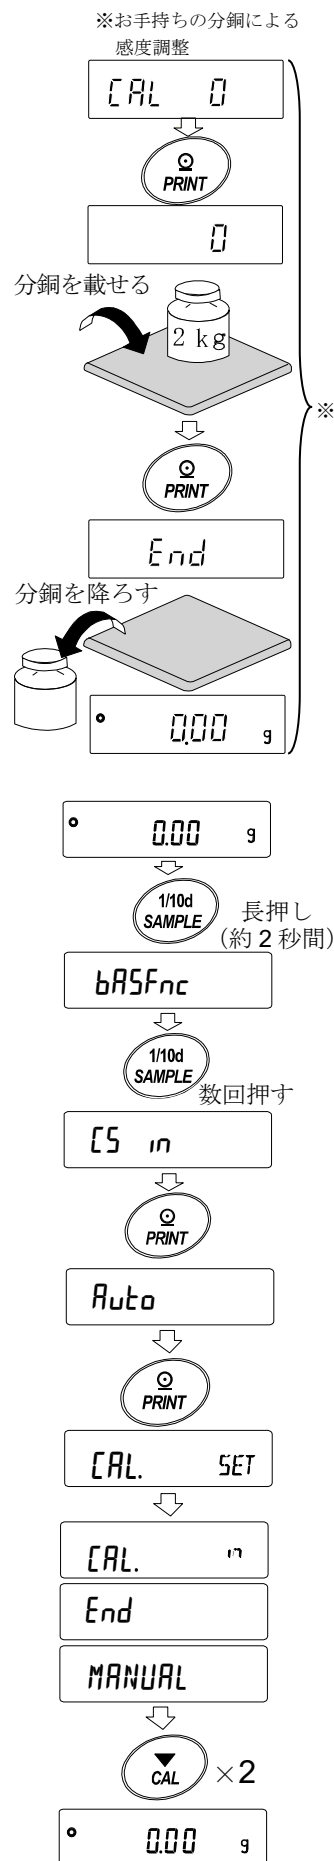 ※お手持ちの分銅による
感度調整
CAL 0
PRINT
0
分銅を載せる
2 kg
※
PRINT
End
分銅を降ろす
0.00 g
0.00 g
1/10d
SAMPLE
長押し
（約 2 秒間）
bASFnc
1/10d
SAMPLE
数回押す
CS in
PRINT
Auto
PRINT
CAL. SET
CAL. in
End
MANUAL
CAL
×2
0.00 g